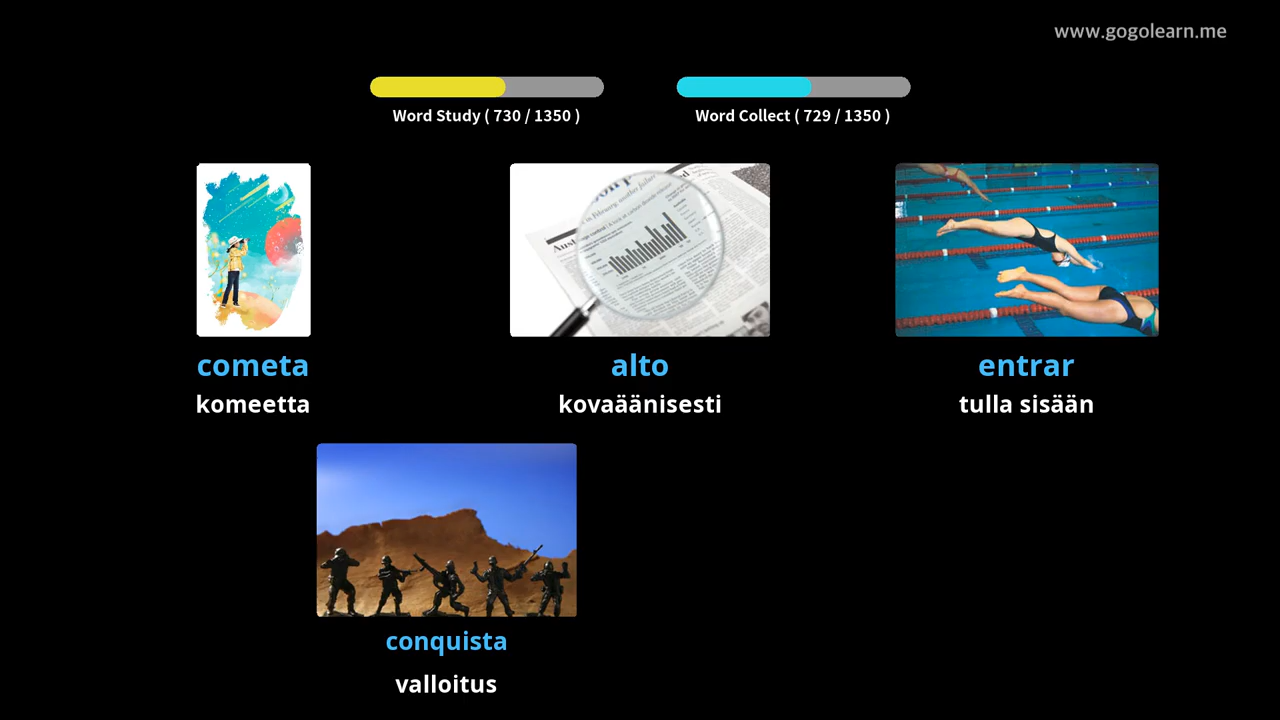 www.gogolearn.me
Word Study ( 730 / 1350 )
Word Collect ( 729 / 1350 )
cometa
alto
entrar
komeetta
kovaäänisesti
tulla sisään
conquista
valloitus